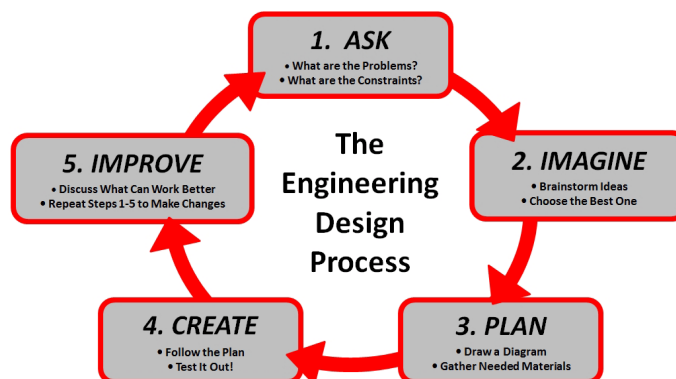 1. ASK
• What are the Problems?
• What are the Constraints?
2. IMAGINE
• Brainstorm Ideas
• Choose the Best One
3. PLAN
• Draw a Diagram
• Gather Needed Materials
4. CREATE
• Follow the Plan
• Test It Out!
5. IMPROVE
• Discuss What Can Work Better
• Repeat Steps 1-5 to Make Changes
The
Engineering
Design
Process